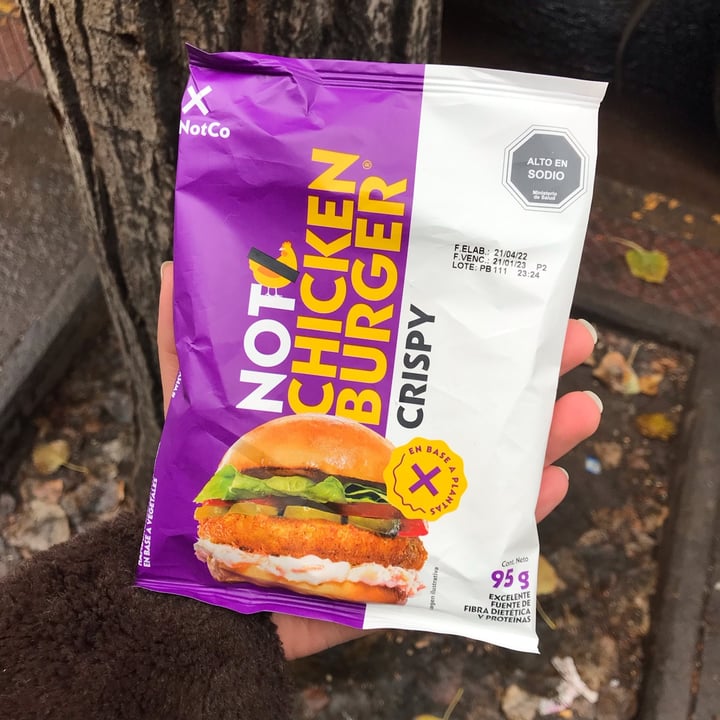 NotCo
NOT
CHICKEN
BURGER®
CRISPY
ALTO EN
SODIO
Ministerio
de Salud
F.ELAB.: 21/04/22
F.VENC.: 21/01/23 P2
LOTE: PB 111 23:24
EN BASE A PLANTAS
Cont. Neto
95 g
EXCELENTE
FUENTE DE
FIBRA DIETÉTICA
Y PROTEÍNAS
EN BASE A VEGETALES
ilustrativa